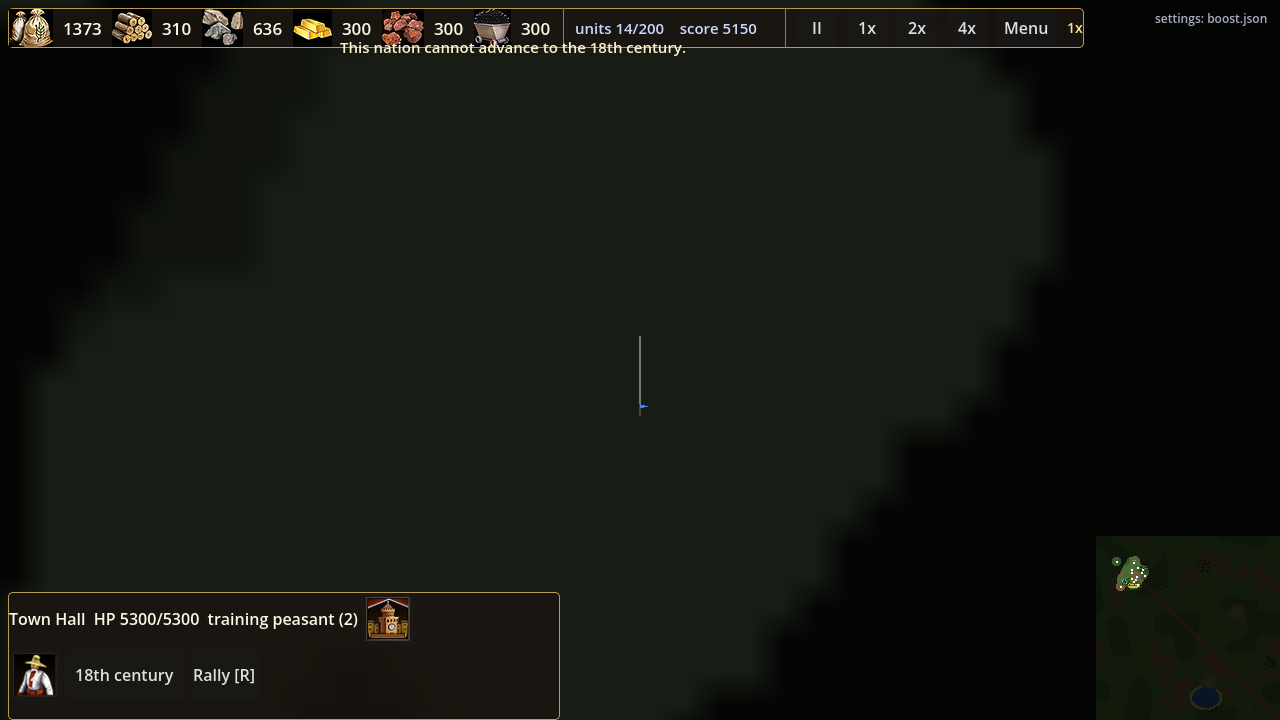 1373 310 636 300 300 300 units 14/200 score 5150 II 1x 2x 4x Menu 1x
settings: boost.json
This nation cannot advance to the 18th century.
Town Hall HP 5300/5300 training peasant (2)
18th century Rally [R]